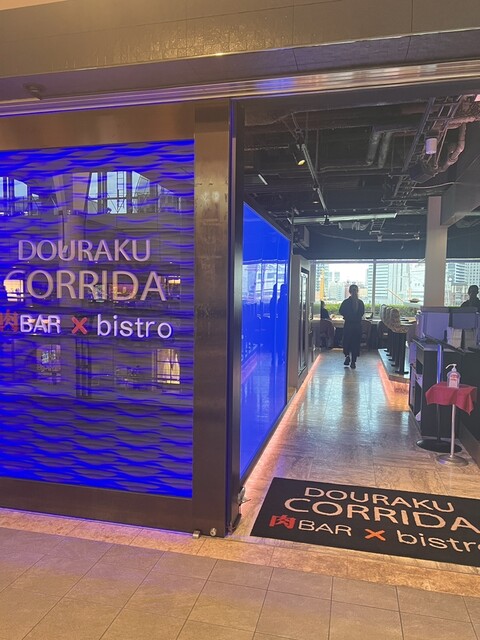 DOURAKU
CORRIDA
肉BAR × bistro
DOURAKU
CORRIDA
肉BAR × bistro